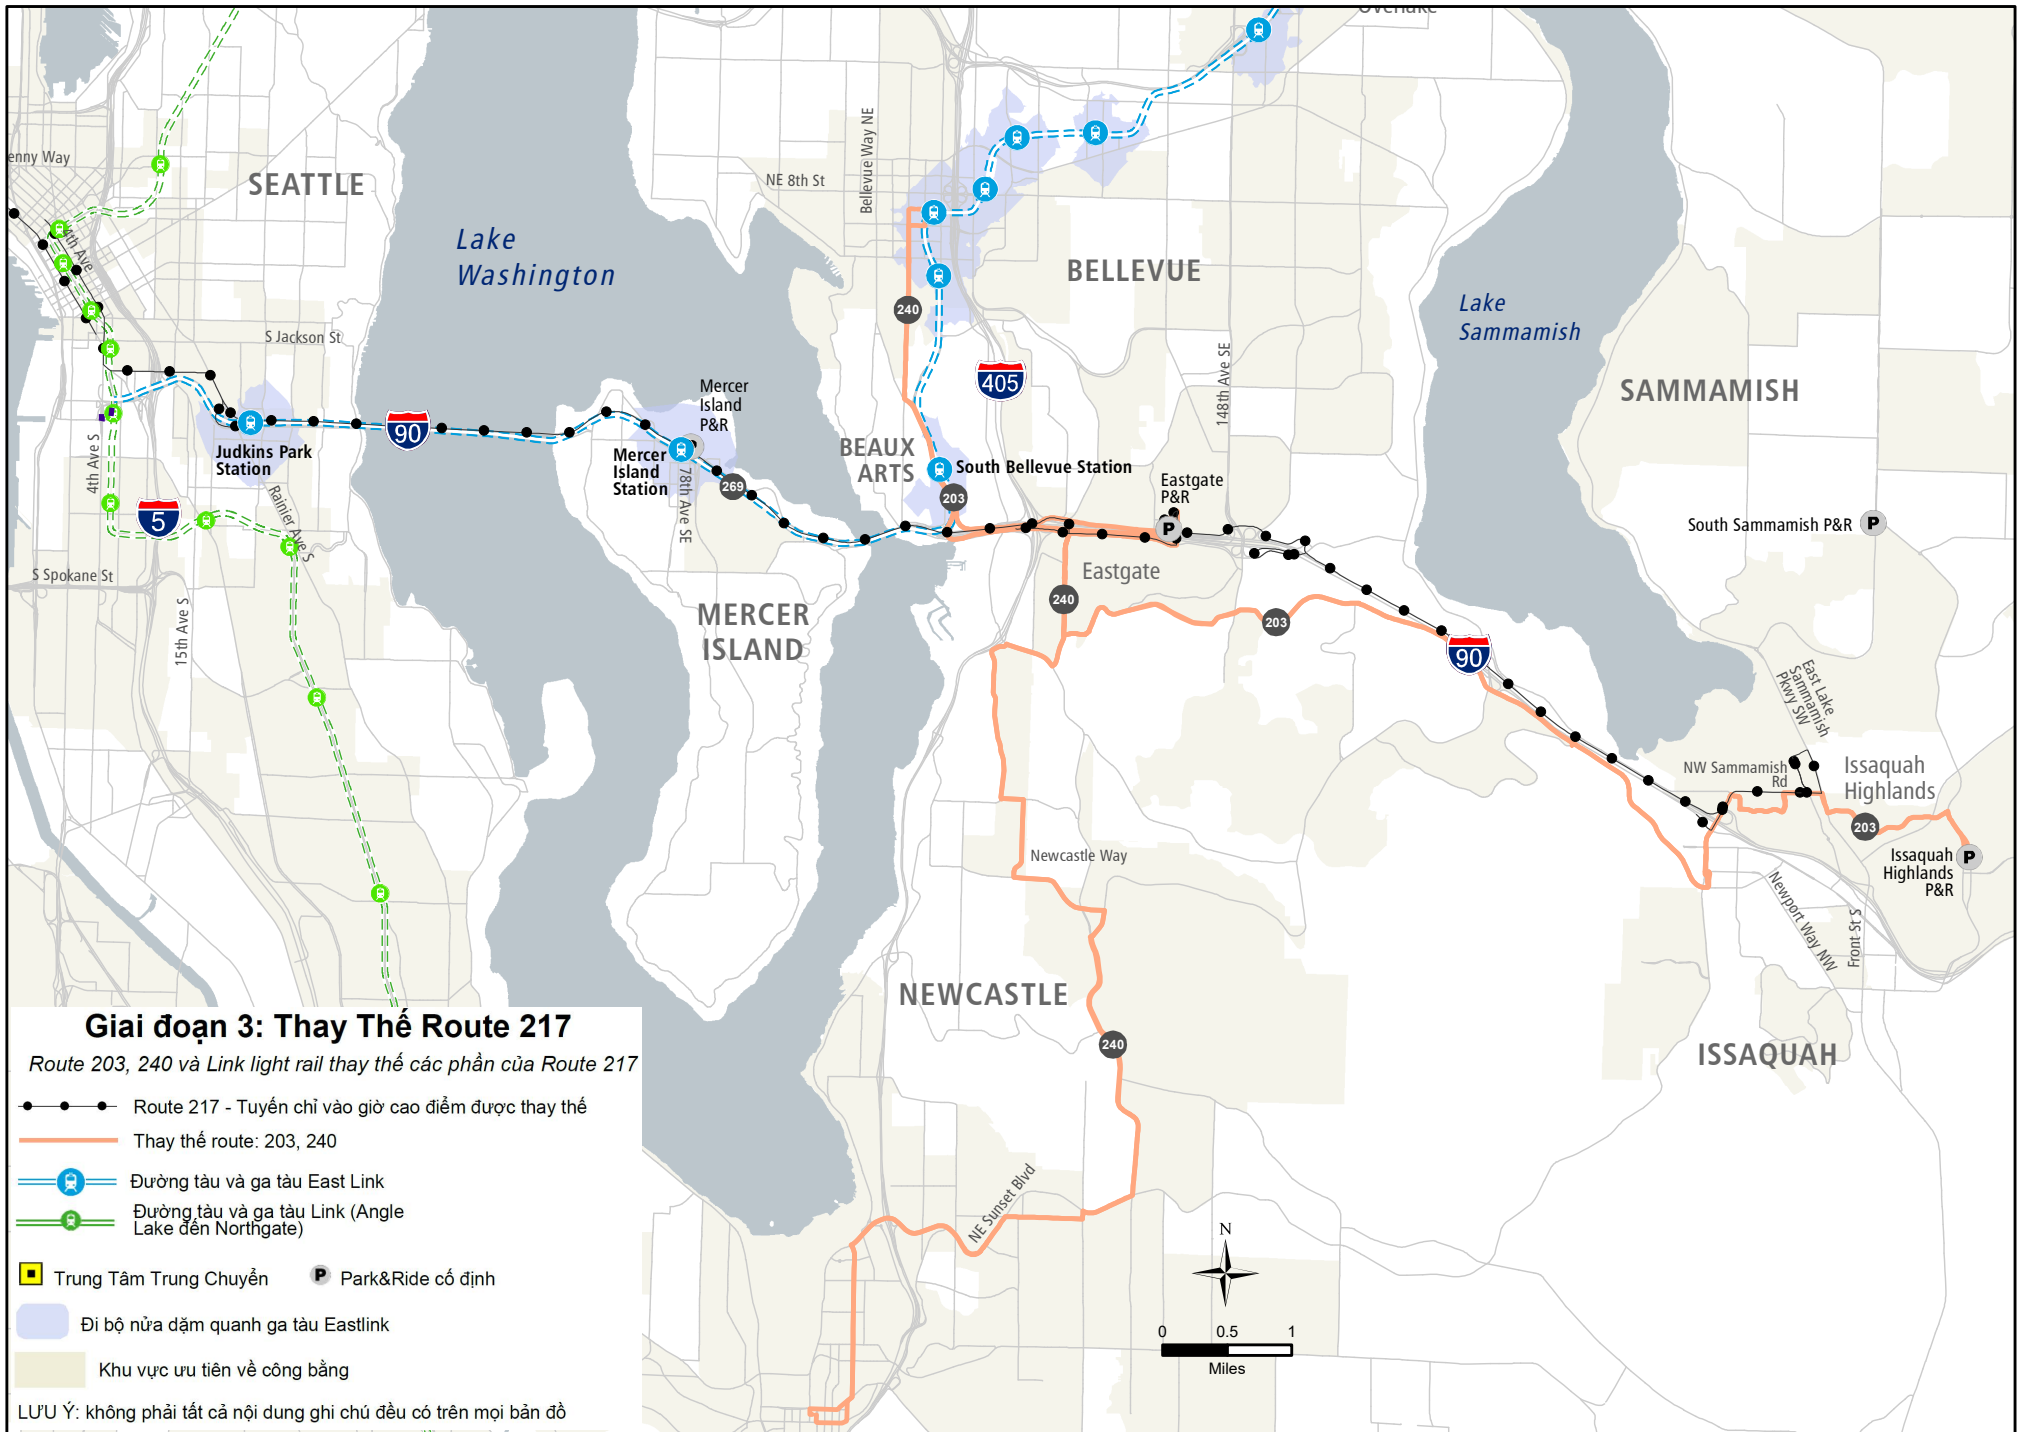 Overlake
enny Way
SEATTLE
4th Ave
Lake
Washington
NE 8th St
Bellevue Way NE
BELLEVUE
240
405
148th Ave SE
Lake
Sammamish
SAMMAMISH
S Jackson St
90
Judkins Park
Station
4th Ave S
5
Rainier Ave S
S Spokane St
15th Ave S
Mercer
Island
P&R
Mercer
Island
Station
78th Ave SE
269
BEAUX
ARTS
South Bellevue Station
203
Eastgate
P&R
P
Eastgate
240
203
MERCER
ISLAND
90
South Sammamish P&R
P
East Lake
Sammamish
Pkwy SW
NW Sammamish
Rd
Issaquah
Highlands
203
Issaquah
Highlands
P&R
P
Newport Way NW
Front St S
ISSAQUAH
Newcastle Way
NEWCASTLE
240
NE Sunset Blvd
N
0 0.5 1
Miles
Giai đoạn 3: Thay Thế Route 217
Route 203, 240 và Link light rail thay thế các phần của Route 217
Route 217 - Tuyến chỉ vào giờ cao điểm được thay thế
Thay thế route: 203, 240
Đường tàu và ga tàu East Link
Đường tàu và ga tàu Link (Angle
Lake đến Northgate)
Trung Tâm Trung Chuyển
P Park&Ride cố định
Đi bộ nửa dặm quanh ga tàu Eastlink
Khu vực ưu tiên về công bằng
LƯU Ý: không phải tất cả nội dung ghi chú đều có trên mọi bản đồ